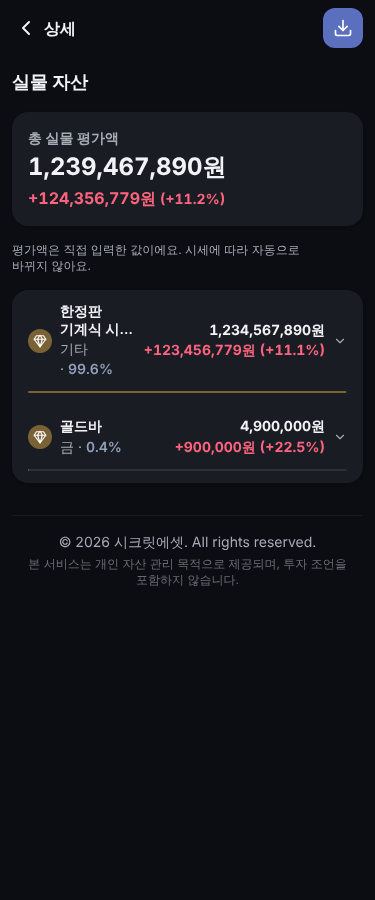 상세
실물 자산
총 실물 평가액
1,239,467,890원
+124,356,779원 (+11.2%)
평가액은 직접 입력한 값이에요. 시세에 따라 자동으로
바뀌지 않아요.
한정판
기계식 시...
1,234,567,890원
기타
+123,456,779원 (+11.1%)
· 99.6%
골드바
4,900,000원
금 · 0.4%
+900,000원 (+22.5%)
© 2026 시크릿에셋. All rights reserved.
본 서비스는 개인 자산 관리 목적으로 제공되며, 투자 조언을
포함하지 않습니다.